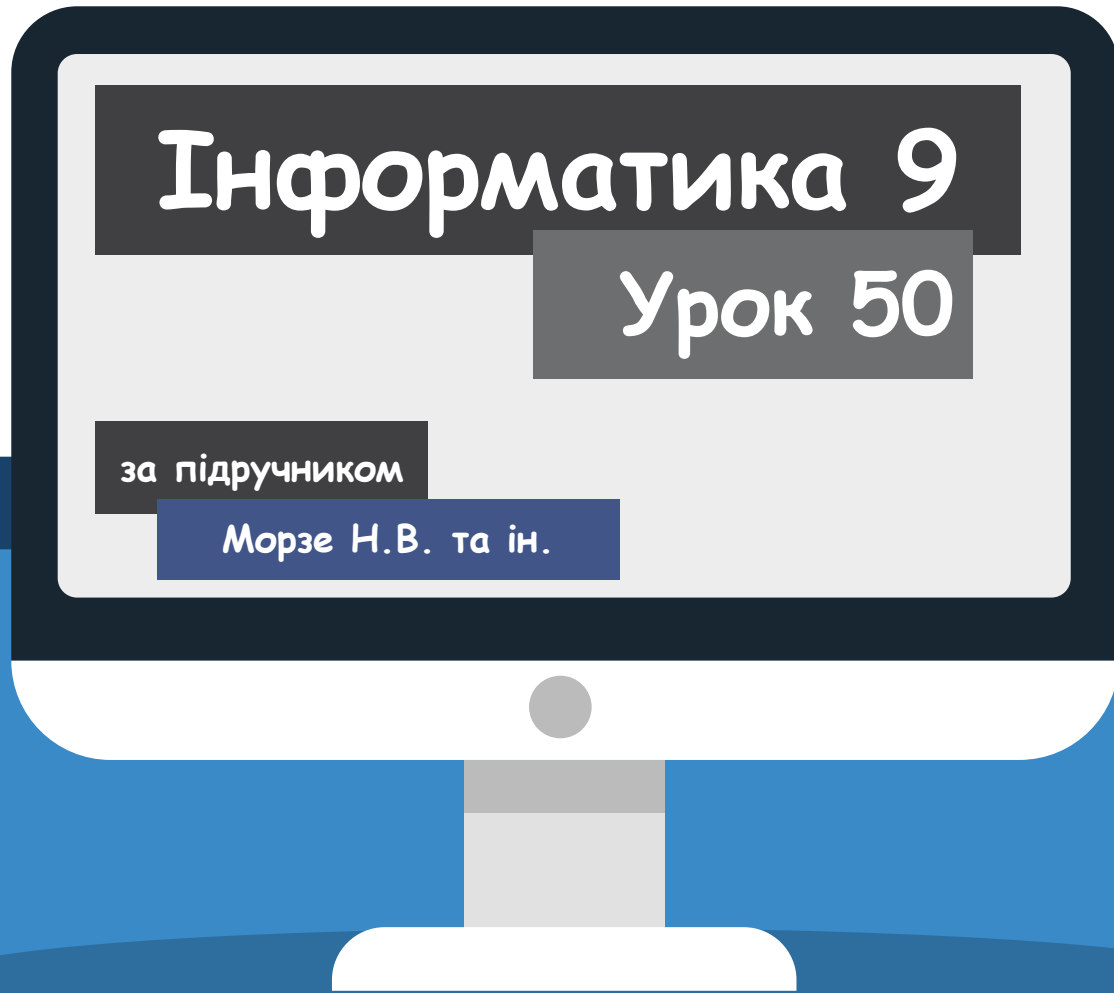 Інформатика 9
Урок 50
за підручником
Морзе Н.В. та ін.